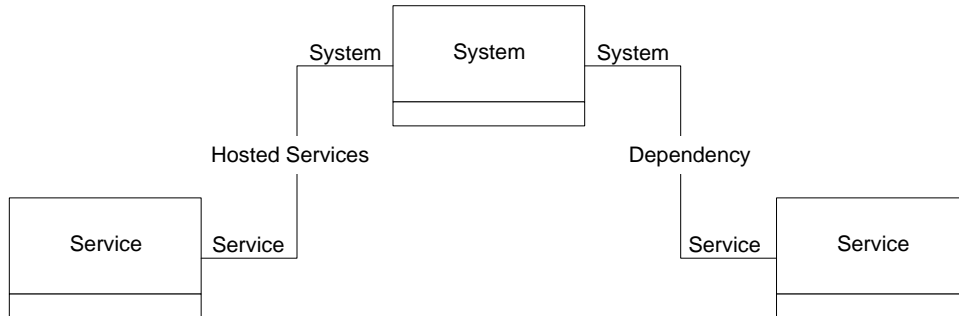 System
System
System
Hosted Services
Dependency
Service
Service
Service
Service